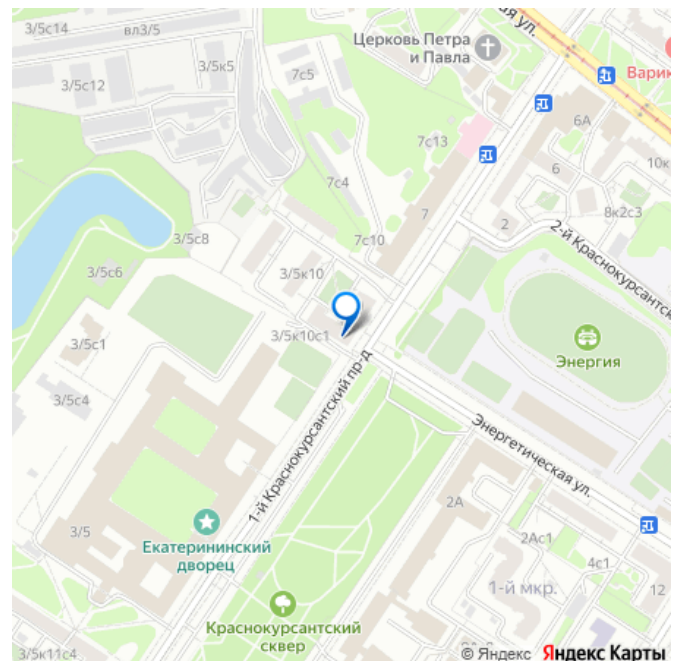 3/5с14
вл3/5
Церковь Петра
и Павла
ая ул.
Варик
3/5к5
7с5
3/5с12
6А
7с13
10к
6
7с4
8к2с3
7
2
7с10
3/5с8
2-й Краснокурсантск
3/5с6
3/5к10
3/5к10с1
3/5с1
Энергия
1-й Краснокурсантский пр-д
3/5с4
Энергетическая ул.
2А
3/5
Екатерининский
дворец
2Ас1
4с1
1-й мкр.
12
Краснокурсантский
сквер
3/5к11с4
© Яндекс Яндекс Карты